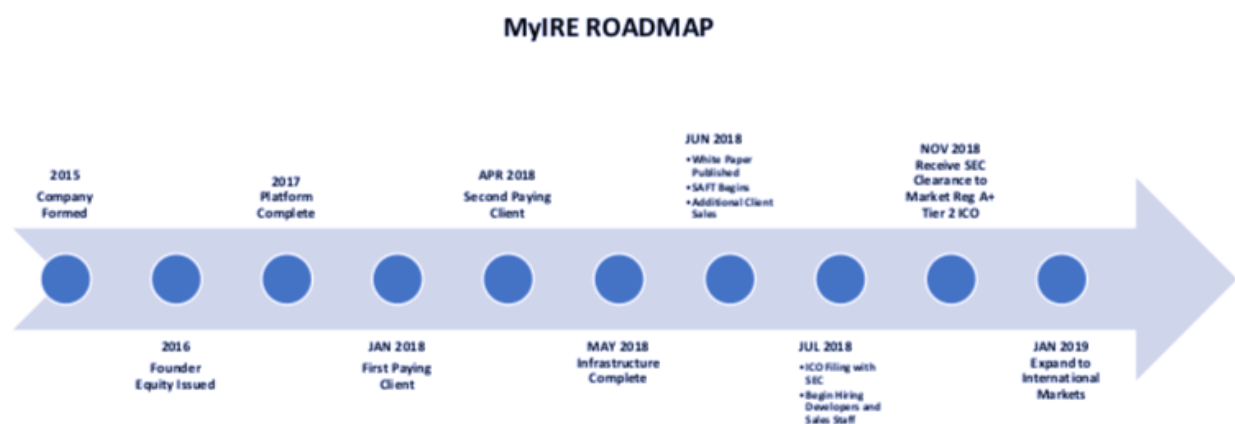 MyIRE ROADMAP
2015
Company
Formed
2016
Founder
Equity Issued
2017
Platform
Complete
JAN 2018
First Paying
Client
APR 2018
Second Paying
Client
MAY 2018
Infrastructure
Complete
JUN 2018
•White Paper
Published
•SAFT Begins
•Additional Client
Sales
JUL 2018
•ICO Filing with
SEC
•Begin Hiring
Developers and
Sales Staff
NOV 2018
Receive SEC
Clearance to
Market Reg A+
Tier 2 ICO
JAN 2019
Expand to
International
Markets